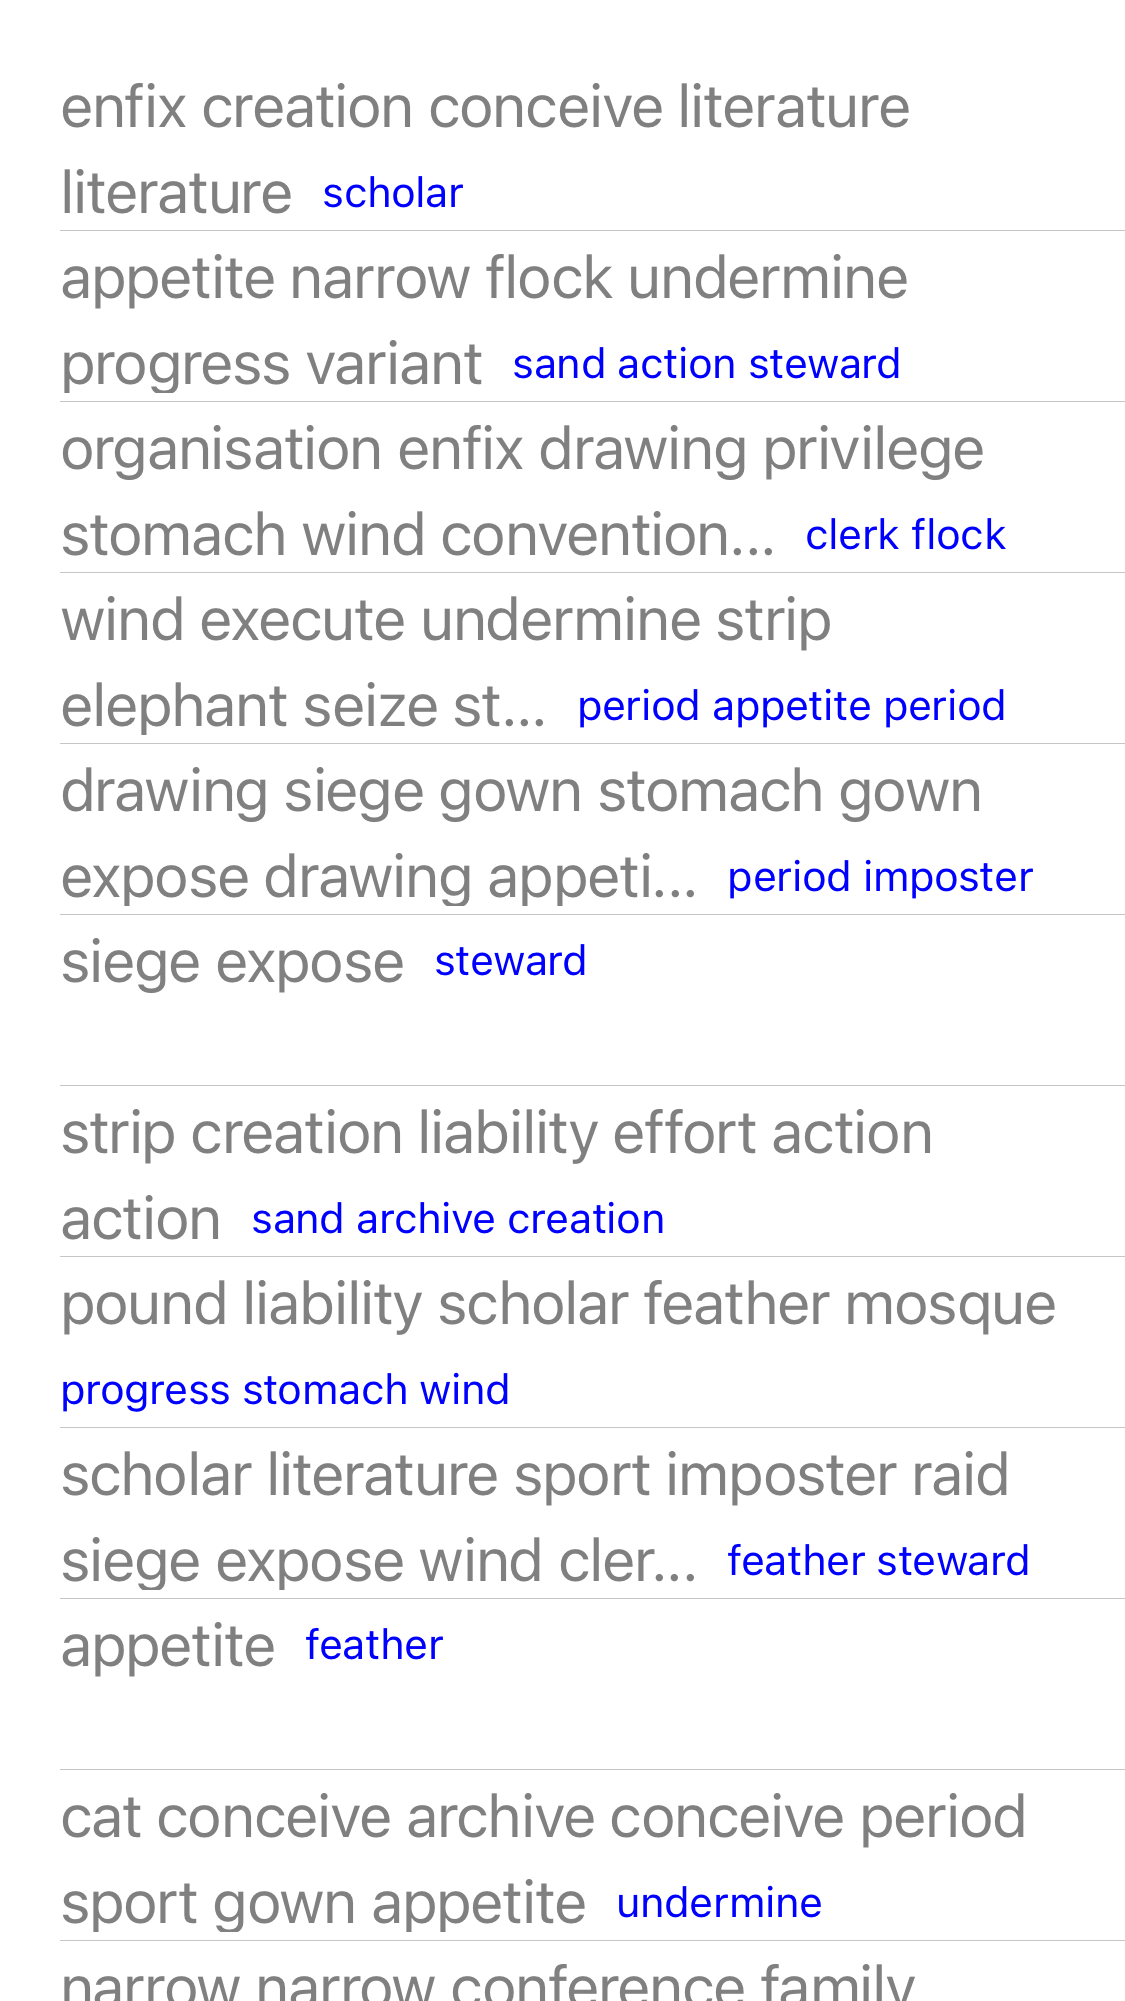 enfix creation conceive literature
literature scholar
appetite narrow flock undermine
progress variant sand action steward
organisation enfix drawing privilege
stomach wind convention... clerk flock
wind execute undermine strip
elephant seize st... period appetite period
drawing siege gown stomach gown
expose drawing appeti... period imposter
siege expose steward
strip creation liability effort action
action sand archive creation
pound liability scholar feather mosque
progress stomach wind
scholar literature sport imposter raid
siege expose wind cler... feather steward
appetite feather
cat conceive archive conceive period
sport gown appetite undermine
narrow narrow conference family